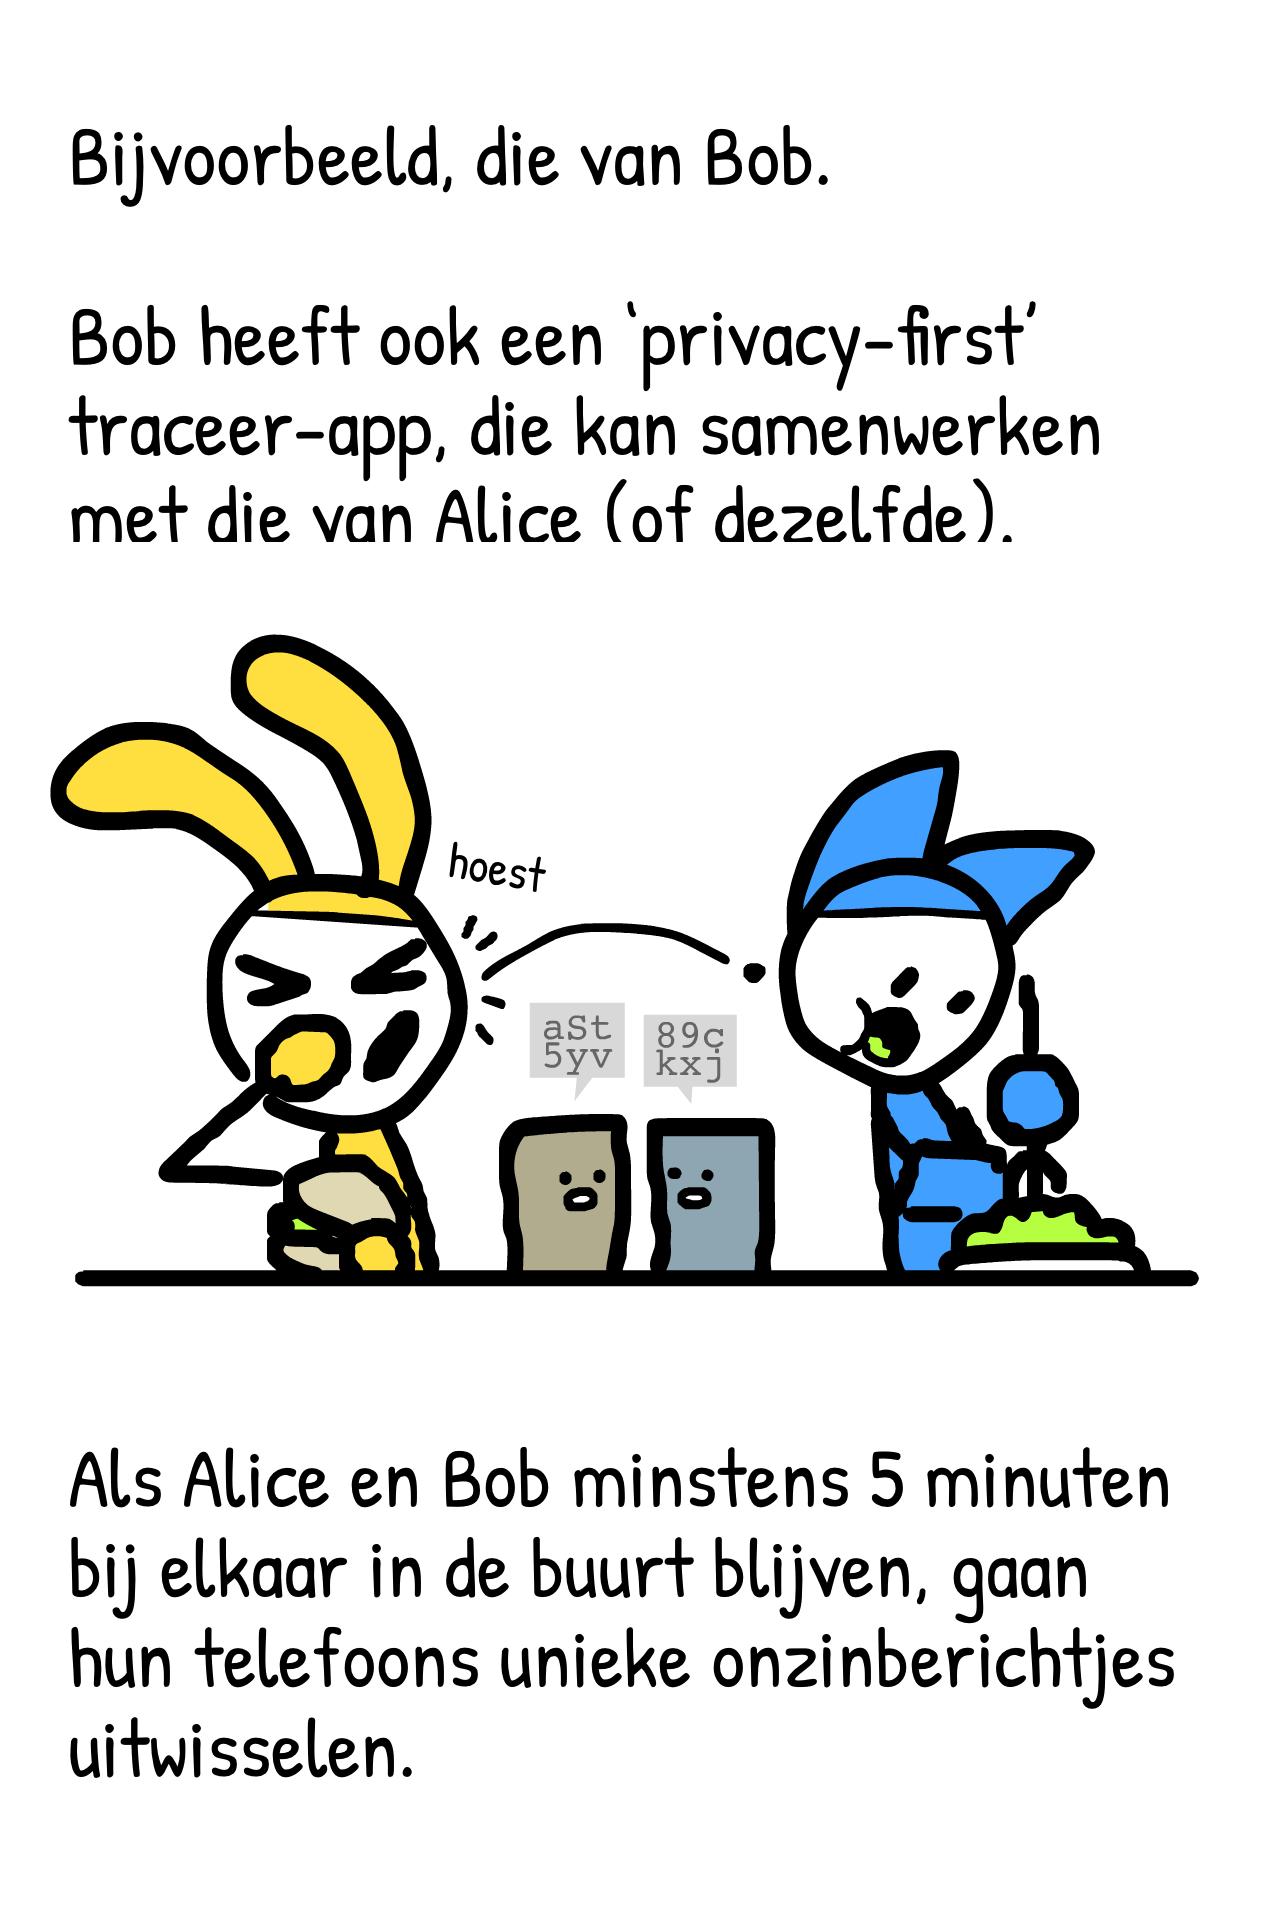 Bijvoorbeeld, die van Bob.
Bob heeft ook een ‘privacy-first’
traceer-app, die kan samenwerken
met die van Alice (of dezelfde).
hoest
aSt
5yv
89c
kxj
Als Alice en Bob minstens 5 minuten
bij elkaar in de buurt blijven, gaan
hun telefoons unieke onzinberichtjes
uitwisselen.